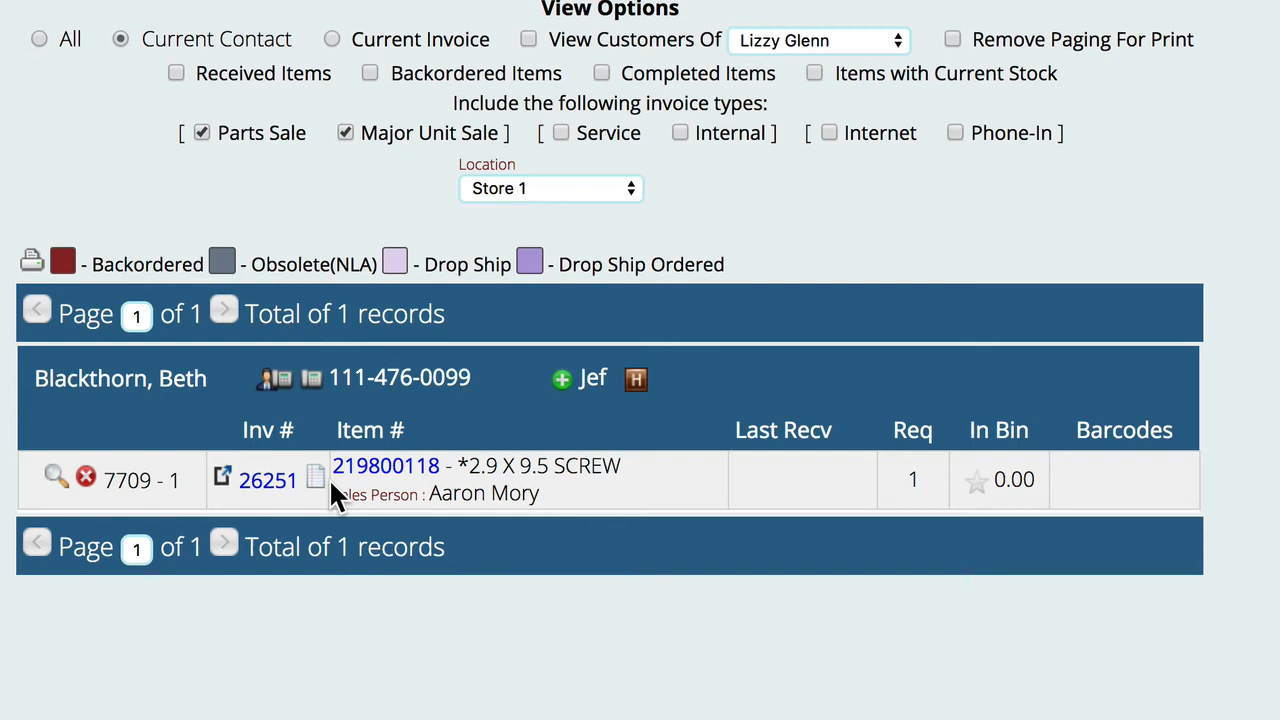 View Options
All Current Contact Current Invoice View Customers Of Lizzy Glenn Remove Paging For Print
Received Items Backordered Items Completed Items Items with Current Stock
Include the following invoice types:
[ Parts Sale Major Unit Sale ] [ Service Internal ] [ Internet Phone-In ]
Location
Store 1
- Backordered - Obsolete(NLA) - Drop Ship - Drop Ship Ordered
Page 1 of 1 Total of 1 records
Blackthorn, Beth 111-476-0099 Jef H
Inv # Item # Last Recv Req In Bin Barcodes
7709 - 1 26251 219800118 - *2.9 X 9.5 SCREW 1 0.00
Person : Aaron Mory
Page 1 of 1 Total of 1 records